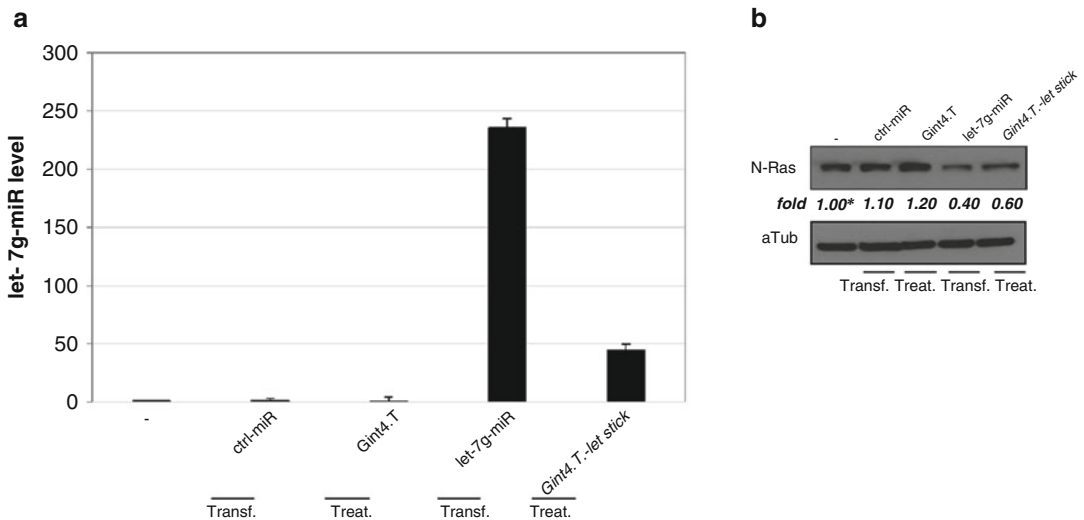 a
300
250
200
150
100
50
0
let- 7g-miR level
-
ctrl-miR
Gint4.T
let-7g-miR
Gint4.T.-let stick
Transf.
Treat.
Transf.
Treat.
b
-
ctrl-miR
Gint4.T
let-7g-miR
Gint4.T.-let stick
N-Ras
fold 1.00* 1.10 1.20 0.40 0.60
aTub
Transf. Treat. Transf. Treat.